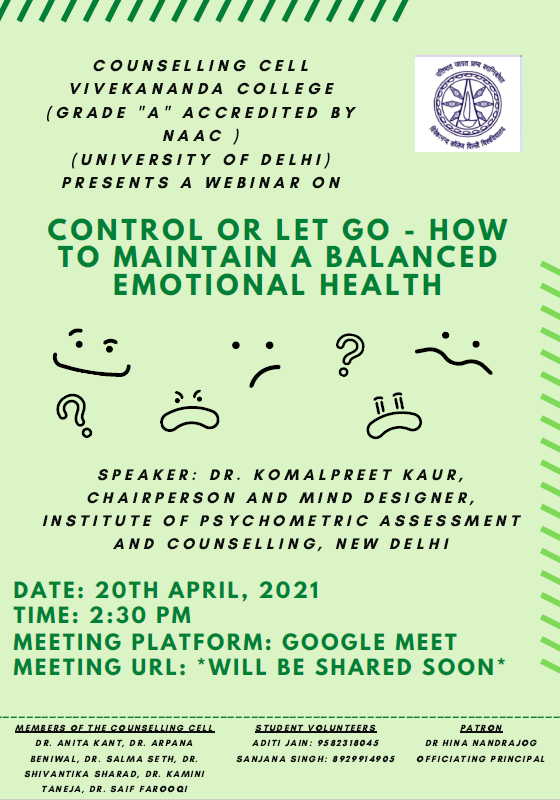 COUNSELLING CELL
VIVEKANANDA COLLEGE
(GRADE "A" ACCREDITED BY
NAAC )
(UNIVERSITY OF DELHI)
PRESENTS A WEBINAR ON
CONTROL OR LET GO - HOW
TO MAINTAIN A BALANCED
EMOTIONAL HEALTH
?
?
SPEAKER: DR. KOMALPREET KAUR,
CHAIRPERSON AND MIND DESIGNER,
INSTITUTE OF PSYCHOMETRIC ASSESSMENT
AND COUNSELLING, NEW DELHI
DATE: 20TH APRIL, 2021
TIME: 2:30 PM
MEETING PLATFORM: GOOGLE MEET
MEETING URL: *WILL BE SHARED SOON*
MEMBERS OF THE COUNSELLING CELL
DR. ANITA KANT, DR. ARPANA
BENIWAL, DR. SALMA SETH, DR.
SHIVANTIKA SHARAD, DR. KAMINI
TANEJA, DR. SAIF FAROOQI
STUDENT VOLUNTEERS
ADITI JAIN: 9582318045
SANJANA SINGH: 8929914905
PATRON
DR HINA NANDRAJOG
OFFICIATING PRINCIPAL